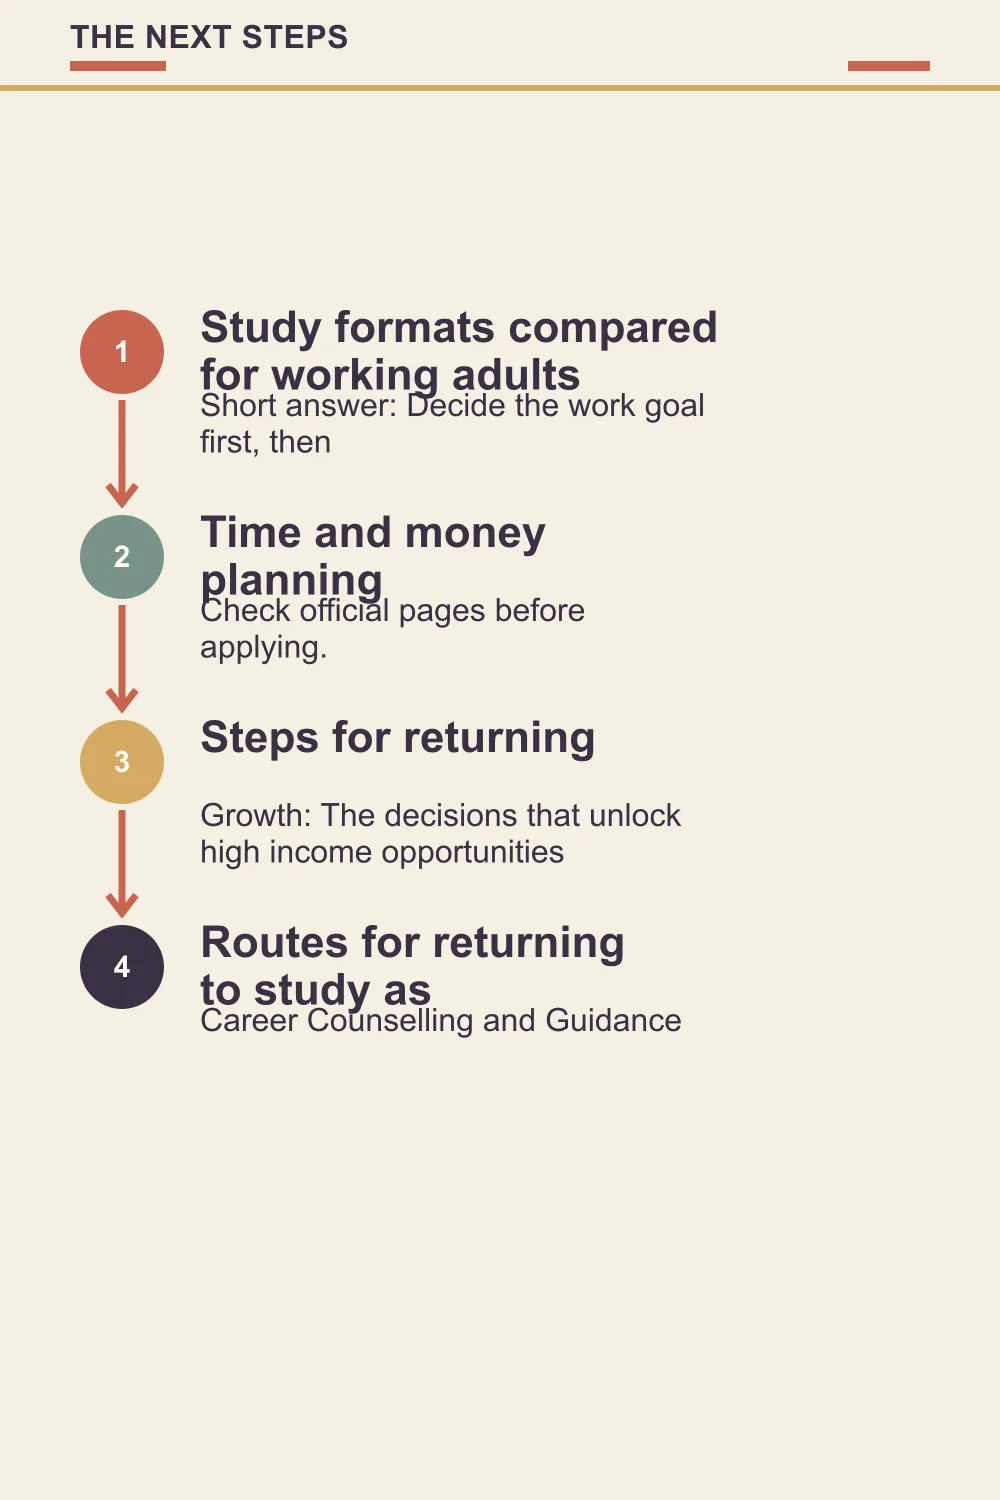 THE NEXT STEPS
1
Study formats compared
for working adults
Short answer: Decide the work goal
first, then
2
Time and money
planning
Check official pages before
applying.
3
Steps for returning
Growth: The decisions that unlock
high income opportunities
4
Routes for returning
to study as
Career Counselling and Guidance